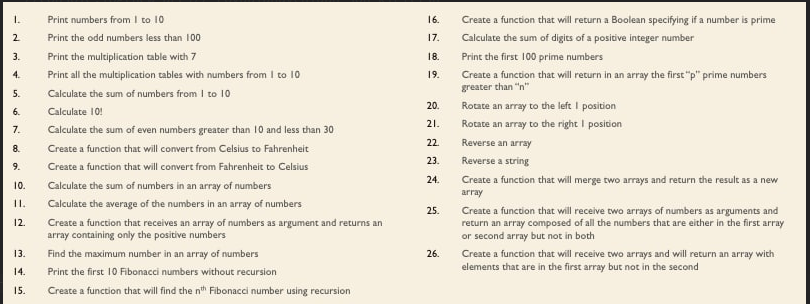 1. Print numbers from 1 to 10
2. Print the odd numbers less than 100
3. Print the multiplication table with 7
4. Print all the multiplication tables with numbers from 1 to 10
5. Calculate the sum of numbers from 1 to 10
6. Calculate 10!
7. Calculate the sum of even numbers greater than 10 and less than 30
8. Create a function that will convert from Celsius to Fahrenheit
9. Create a function that will convert from Fahrenheit to Celsius
10. Calculate the sum of numbers in an array of numbers
11. Calculate the average of the numbers in an array of numbers
12. Create a function that receives an array of numbers as argument and returns an
array containing only the positive numbers
13. Find the maximum number in an array of numbers
14. Print the first 10 Fibonacci numbers without recursion
15. Create a function that will find the nth Fibonacci number using recursion
16. Create a function that will return a Boolean specifying if a number is prime
17. Calculate the sum of digits of a positive integer number
18. Print the first 100 prime numbers
19. Create a function that will return in an array the first “p” prime numbers
greater than “n”
20. Rotate an array to the left 1 position
21. Rotate an array to the right 1 position
22. Reverse an array
23. Reverse a string
24. Create a function that will merge two arrays and return the result as a new
array
25. Create a function that will receive two arrays of numbers as arguments and
return an array composed of all the numbers that are either in the first array
or second array but not in both
26. Create a function that will receive two arrays and will return an array with
elements that are in the first array but not in the second